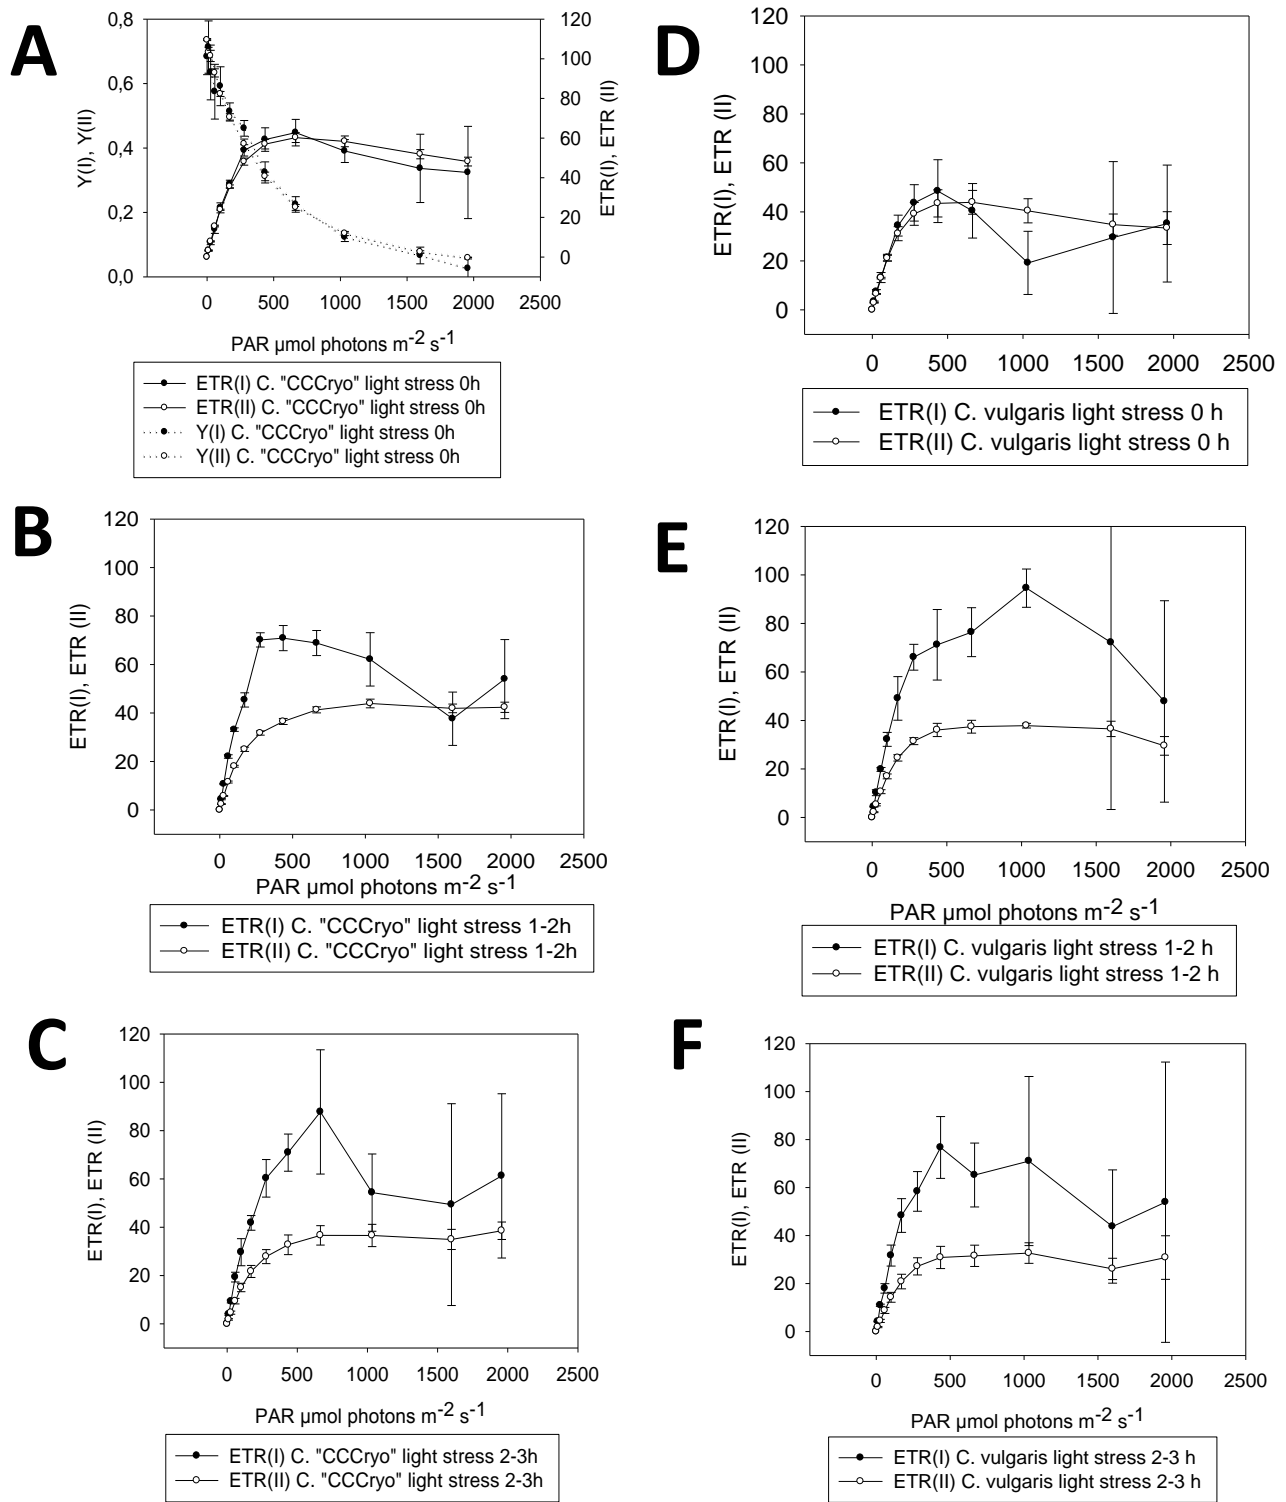 A
0,8
0,6
0,4
0,2
0,0
Y(I), Y(II)
120
100
80
60
40
20
0
ETR(I), ETR (II)
0 500 1000 1500 2000 2500
PAR µmol photons m-2 s-1
ETR(I) C. "CCCryo" light stress 0h
ETR(II) C. "CCCryo" light stress 0h
Y(I) C. "CCCryo" light stress 0h
Y(II) C. "CCCryo" light stress 0h
D
120
100
80
60
40
20
0
ETR(I), ETR (II)
0 500 1000 1500 2000 2500
ETR(I) C. vulgaris light stress 0 h
ETR(II) C. vulgaris light stress 0 h
B
120
100
80
60
40
20
0
ETR(I), ETR (II)
0 500 1000 1500 2000 2500
PAR µmol photons m-2 s-1
ETR(I) C. "CCCryo" light stress 1-2h
ETR(II) C. "CCCryo" light stress 1-2h
E
120
100
80
60
40
20
0
ETR(I), ETR (II)
0 500 1000 1500 2000 2500
PAR µmol photons m-2 s-1
ETR(I) C. vulgaris light stress 1-2 h
ETR(II) C. vulgaris light stress 1-2 h
C
120
100
80
60
40
20
0
ETR(I), ETR (II)
0 500 1000 1500 2000 2500
PAR µmol photons m-2 s-1
ETR(I) C. "CCCryo" light stress 2-3h
ETR(II) C. "CCCryo" light stress 2-3h
F
120
100
80
60
40
20
0
ETR(I), ETR (II)
0 500 1000 1500 2000 2500
PAR µmol photons m-2 s-1
ETR(I) C. vulgaris light stress 2-3 h
ETR(II) C. vulgaris light stress 2-3 h